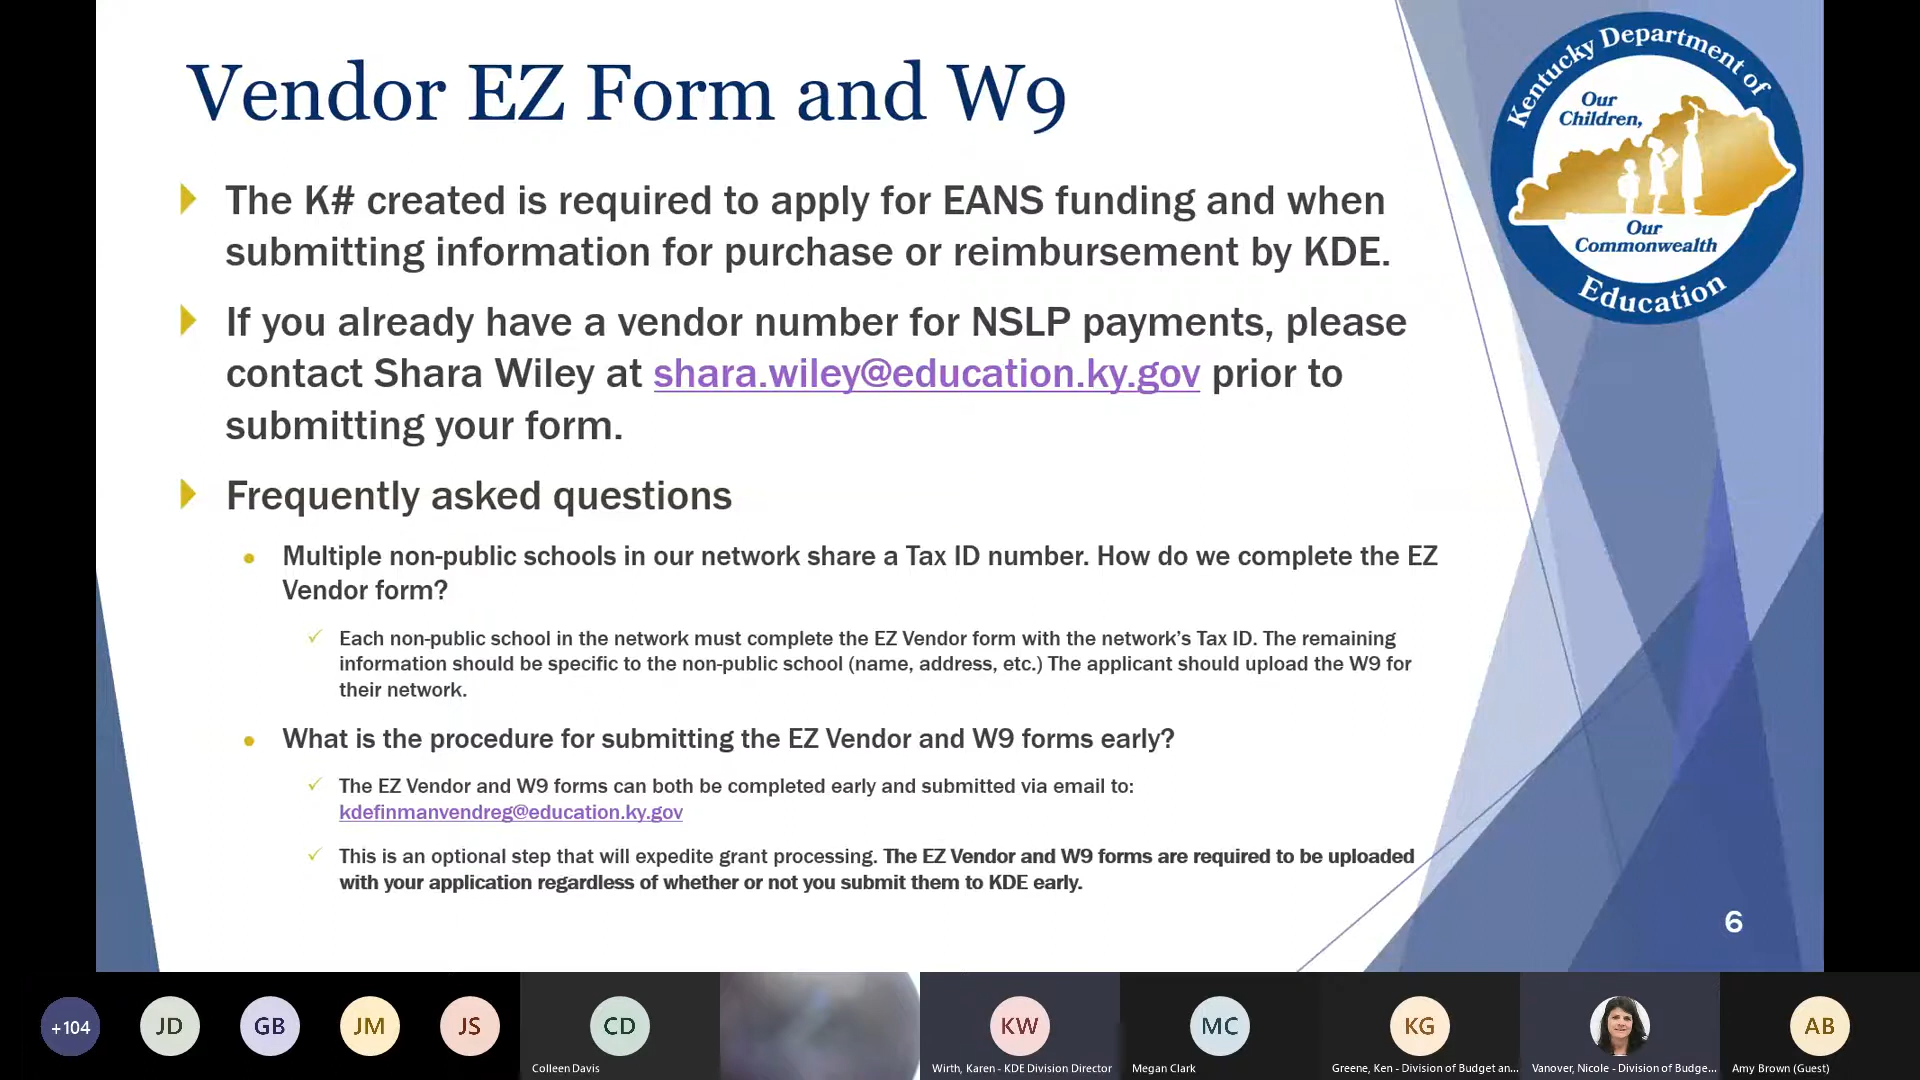 Vendor EZ Form and W9
Kentucky Department of
Our
Children,
Our
Commonwealth
Education
The K# created is required to apply for EANS funding and when
submitting information for purchase or reimbursement by KDE.
If you already have a vendor number for NSLP payments, please
contact Shara Wiley at shara.wiley@education.ky.gov prior to
submitting your form.
Frequently asked questions
Multiple non-public schools in our network share a Tax ID number. How do we complete the EZ
Vendor form?
Each non-public school in the network must complete the EZ Vendor form with the network's Tax ID. The remaining
information should be specific to the non-public school (name, address, etc.) The applicant should upload the W9 for
their network.
What is the procedure for submitting the EZ Vendor and W9 forms early?
The EZ Vendor and W9 forms can both be completed early and submitted via email to:
kdefinmanvendreg@education.ky.gov
This is an optional step that will expedite grant processing. The EZ Vendor and W9 forms are required to be uploaded
with your application regardless of whether or not you submit them to KDE early.
6
+104 JD GB JM JS CD KW MC KG AB
Colleen Davis Wirth, Karen - KDE Division Director Megan Clark Greene, Ken - Division of Budget an... Vanover, Nicole - Division of Budge... Amy Brown (Guest)